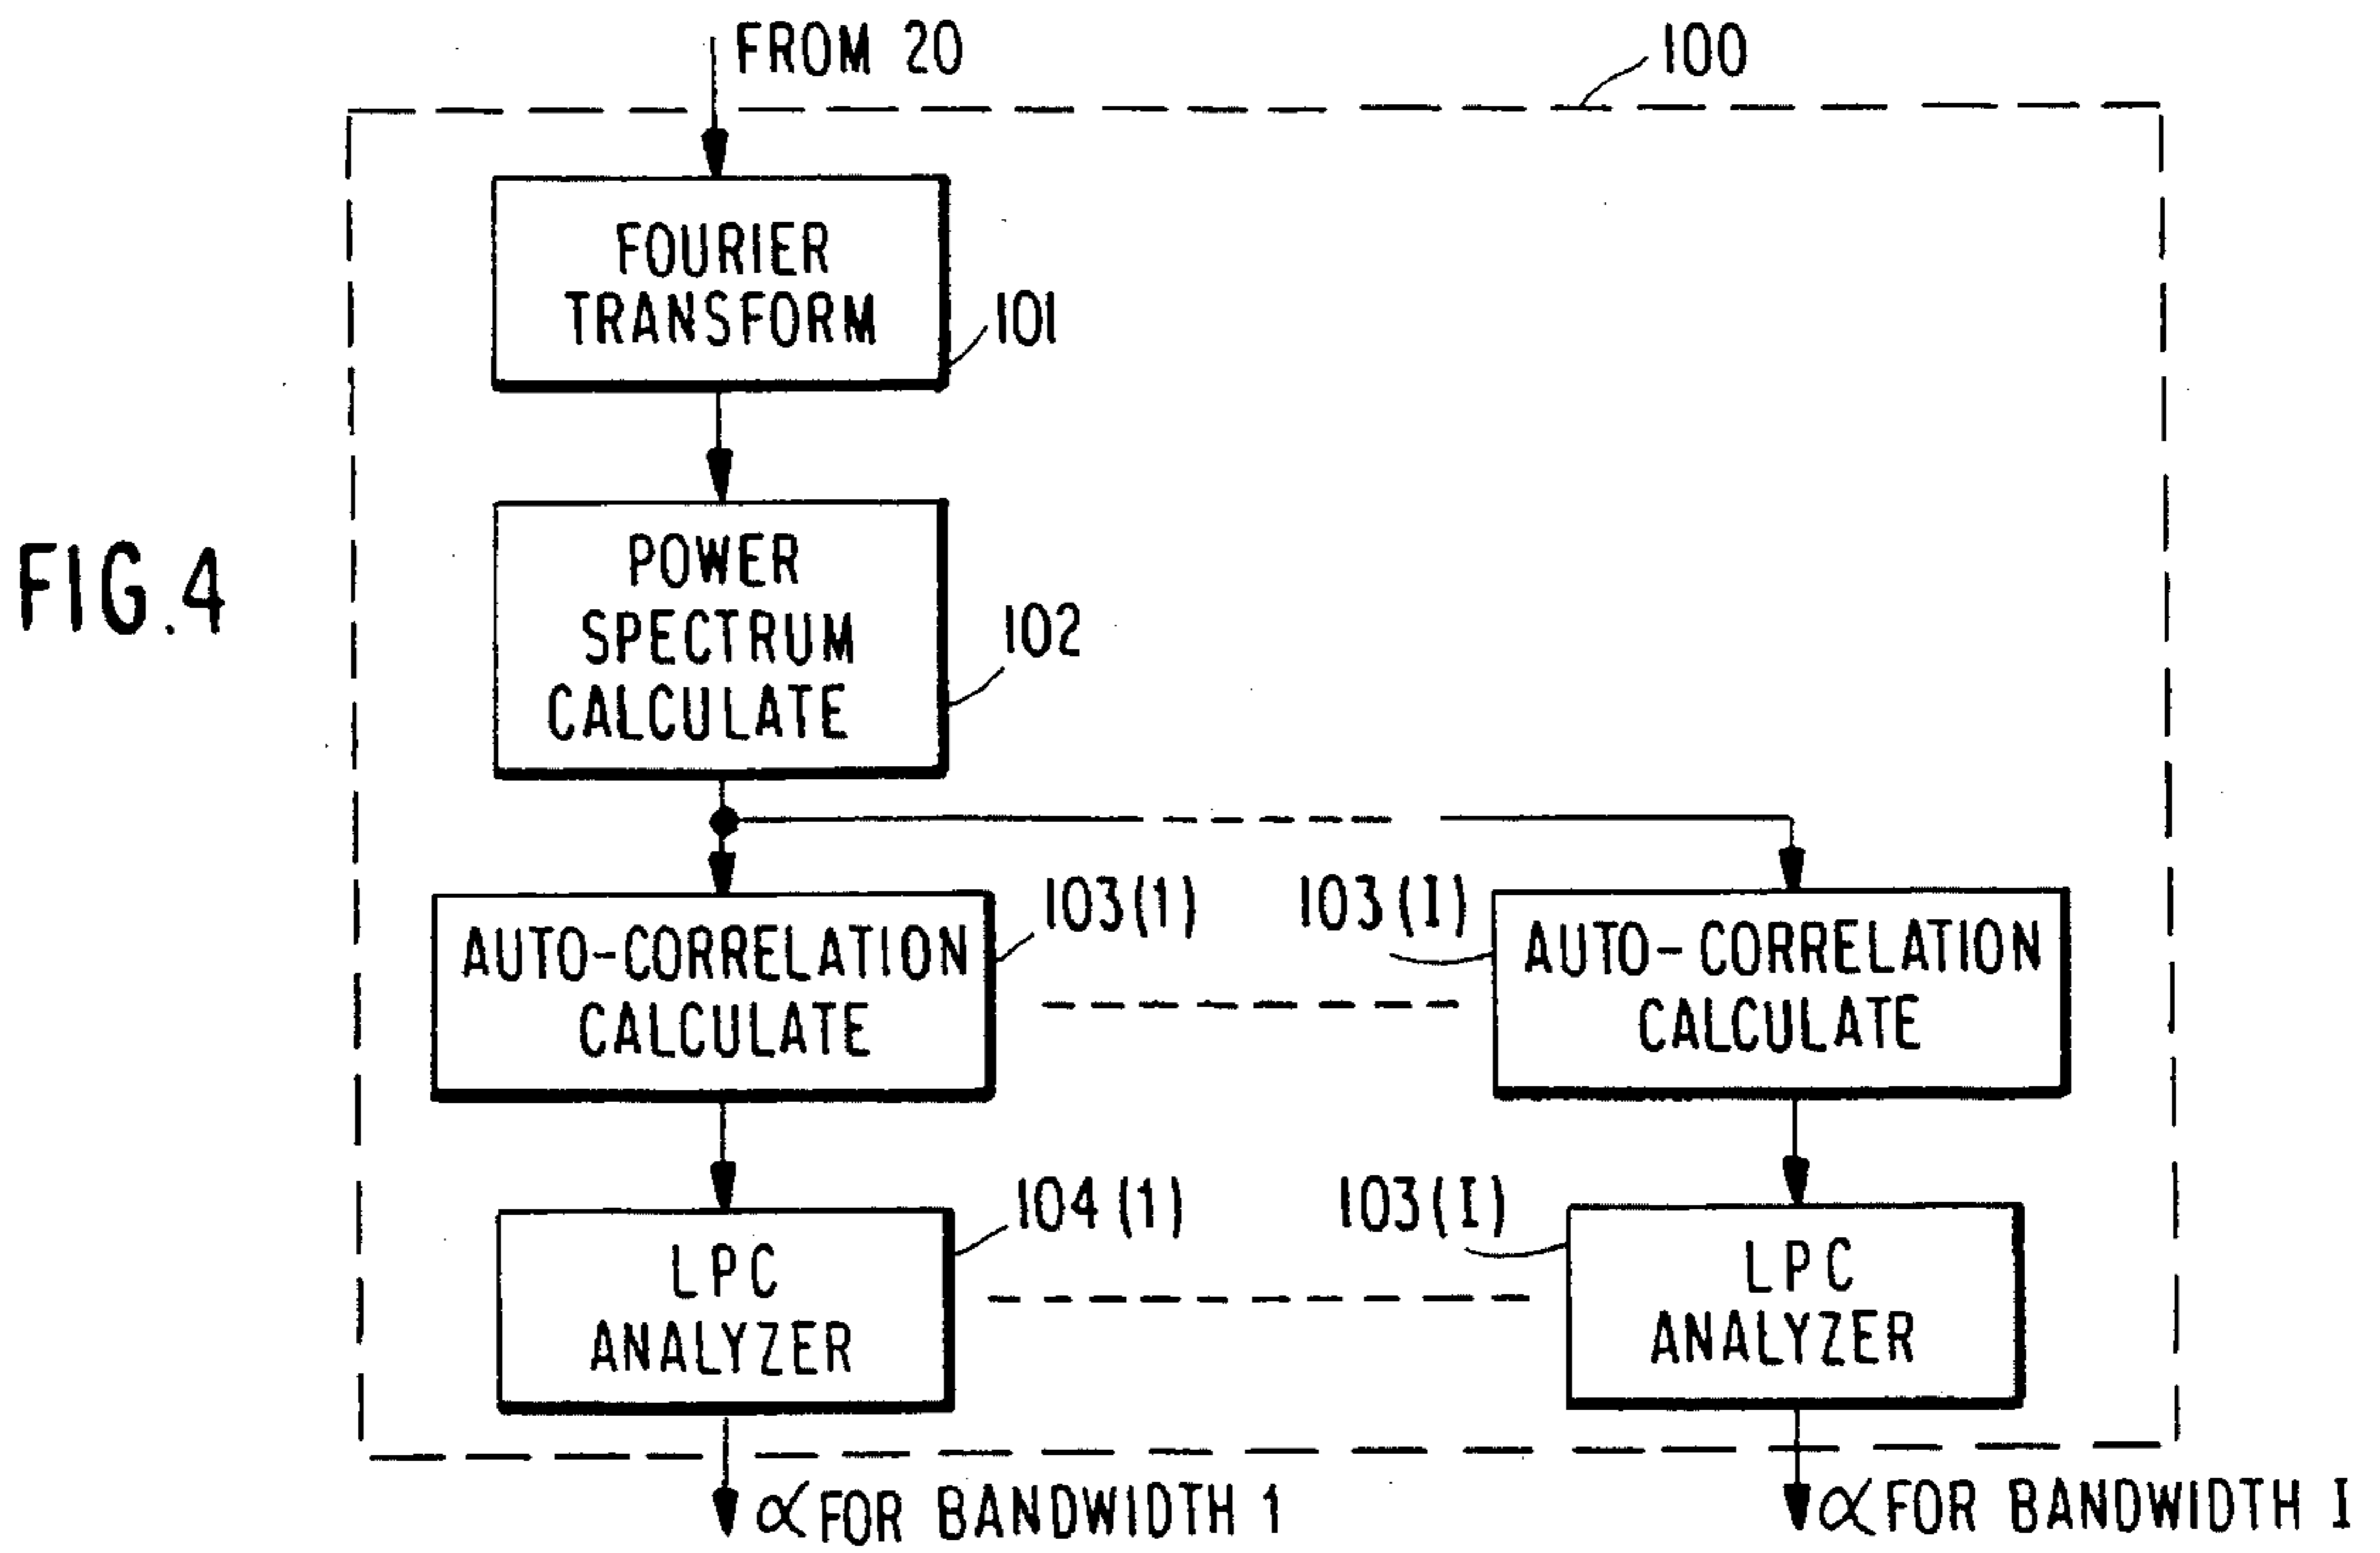 FROM 20
100
FOURIER
TRANSFORM
101
FIG.4
POWER
SPECTRUM
CALCULATE
102
103(1)
AUTO-CORRELATION
CALCULATE
103(I)
AUTO-CORRELATION
CALCULATE
104(1)
LPC
ANALYZER
103(I)
LPC
ANALYZER
α FOR BANDWIDTH 1
α FOR BANDWIDTH I